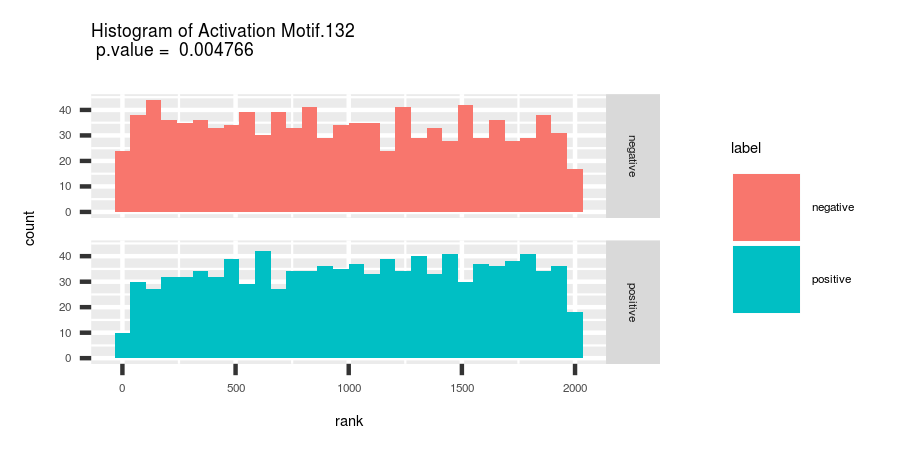 Histogram of Activation Motif.132
p.value = 0.004766
count
40
30
20
10
0
negative
40
30
20
10
0
positive
0 500 1000 1500 2000
rank
label
negative
positive